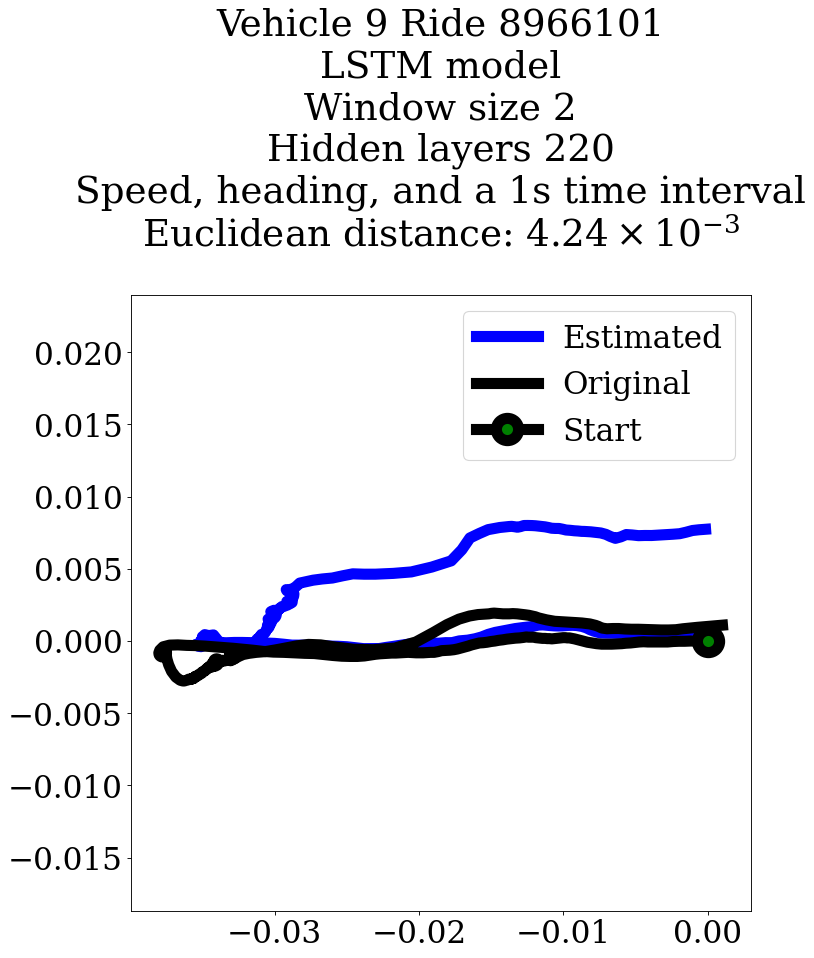 Vehicle 9 Ride 8966101
LSTM model
Window size 2
Hidden layers 220
Speed, heading, and a 1s time interval
Euclidean distance: 4.24 × 10⁻³
Estimated
Original
Start
0.020
0.015
0.010
0.005
0.000
−0.005
−0.010
−0.015
−0.03 −0.02 −0.01 0.00